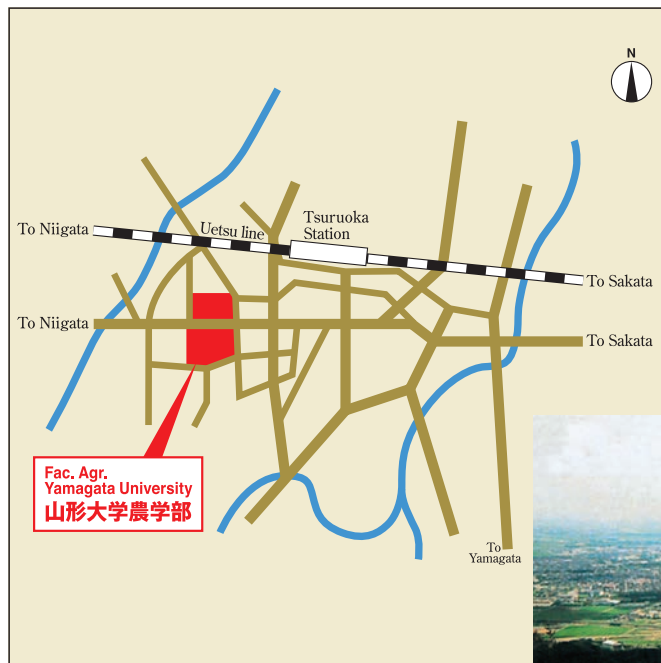 N
To Niigata
Uetsu line
Tsuruoka
Station
To Sakata
To Niigata
To Sakata
Fac. Agr.
Yamagata University
山形大学農学部
To
Yamagata